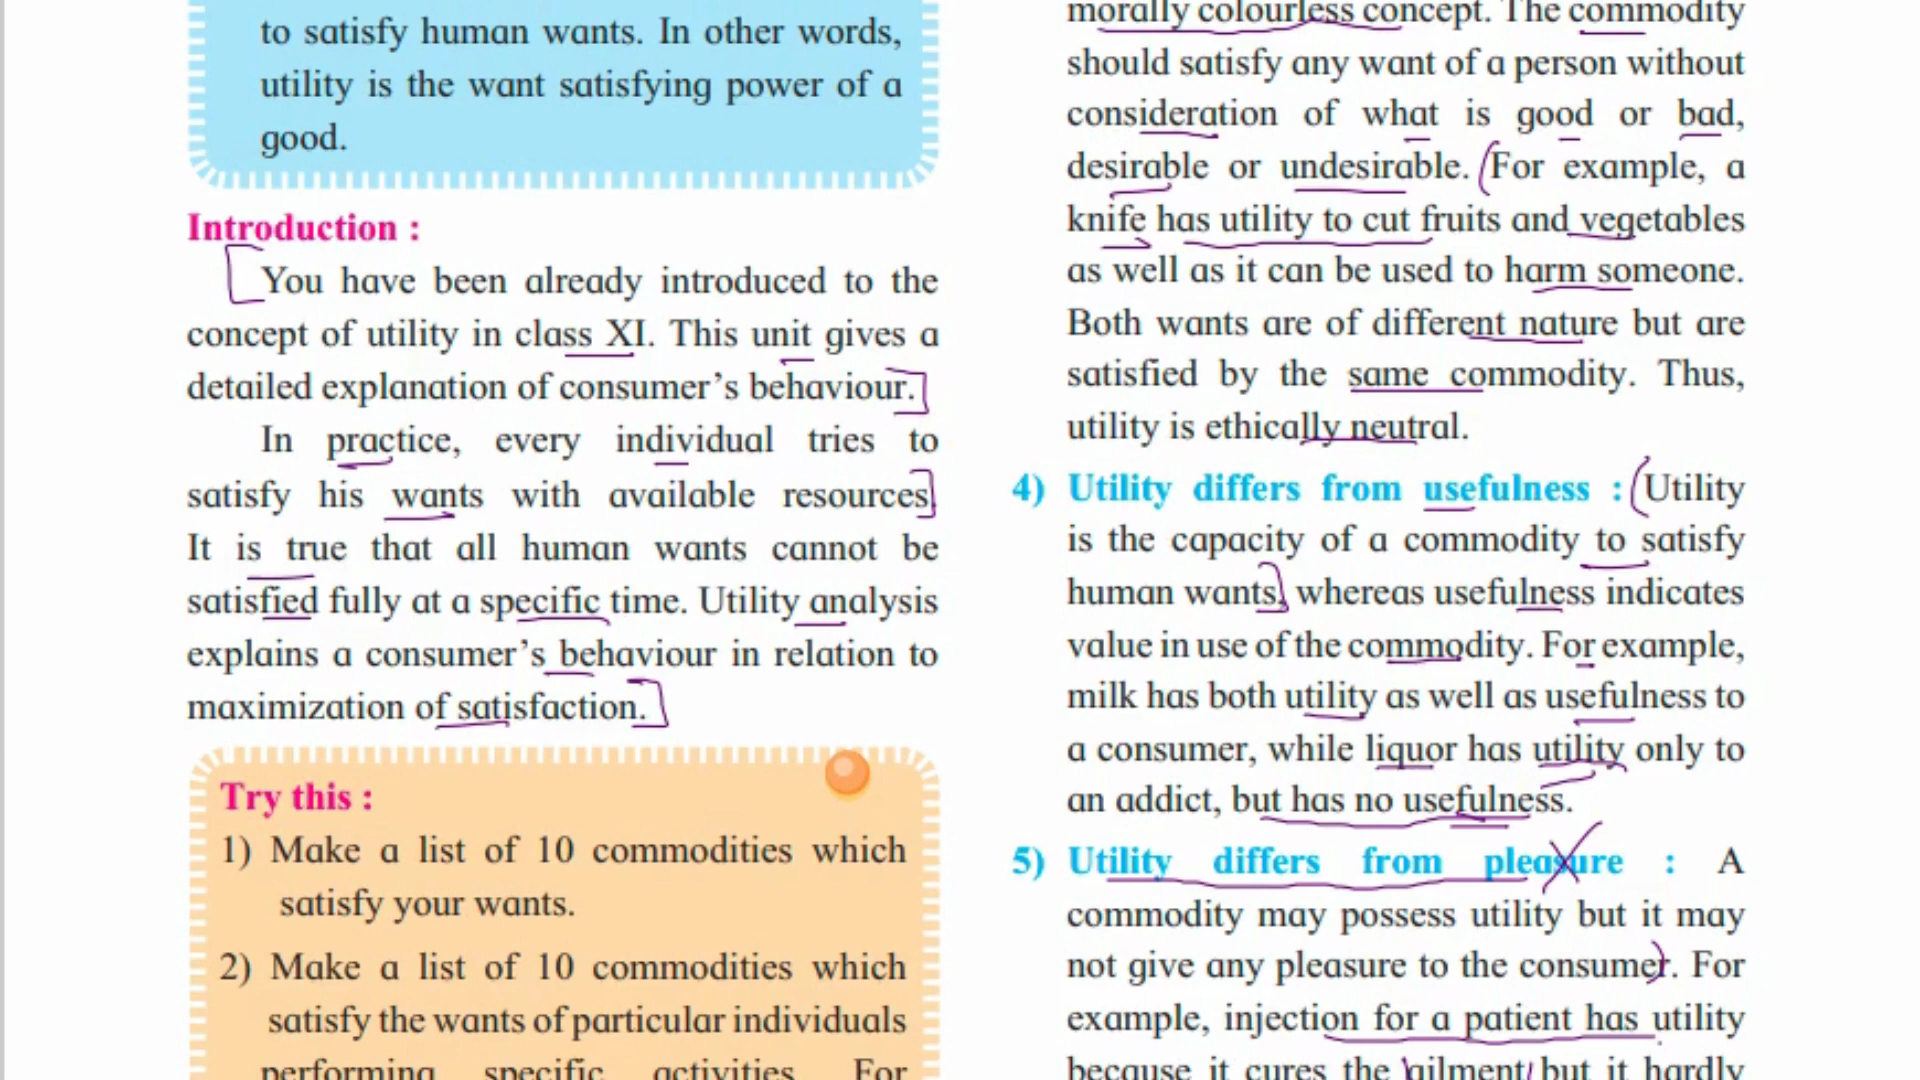 to satisfy human wants. In other words,
utility is the want satisfying power of a
good.
Introduction :
You have been already introduced to the
concept of utility in class XI. This unit gives a
detailed explanation of consumer’s behaviour.
In practice, every individual tries to
satisfy his wants with available resources.
It is true that all human wants cannot be
satisfied fully at a specific time. Utility analysis
explains a consumer’s behaviour in relation to
maximization of satisfaction.
Try this :
1) Make a list of 10 commodities which
satisfy your wants.
2) Make a list of 10 commodities which
satisfy the wants of particular individuals
performing specific activities. For
morally colourless concept. The commodity
should satisfy any want of a person without
consideration of what is good or bad,
desirable or undesirable. For example, a
knife has utility to cut fruits and vegetables
as well as it can be used to harm someone.
Both wants are of different nature but are
satisfied by the same commodity. Thus,
utility is ethically neutral.
4) Utility differs from usefulness : Utility
is the capacity of a commodity to satisfy
human wants, whereas usefulness indicates
value in use of the commodity. For example,
milk has both utility as well as usefulness to
a consumer, while liquor has utility only to
an addict, but has no usefulness.
5) Utility differs from pleasure : A
commodity may possess utility but it may
not give any pleasure to the consumer. For
example, injection for a patient has utility
because it cures the ailment but it hardly